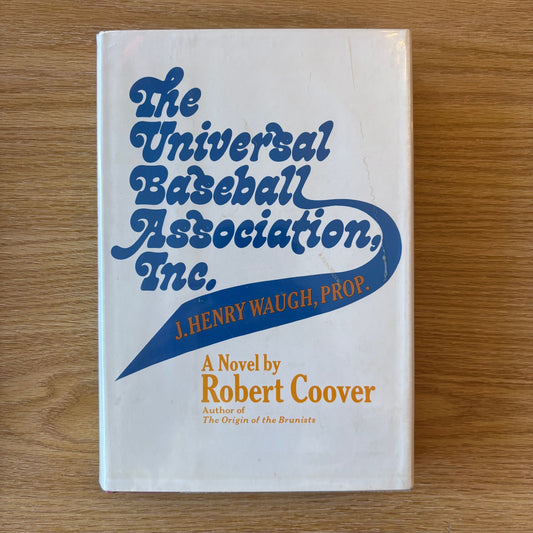 The
Universal
Baseball
Association,
Inc.
J. HENRY WAUGH, PROP.
A Novel by
Robert Coover
Author of
The Origin of the Brunists